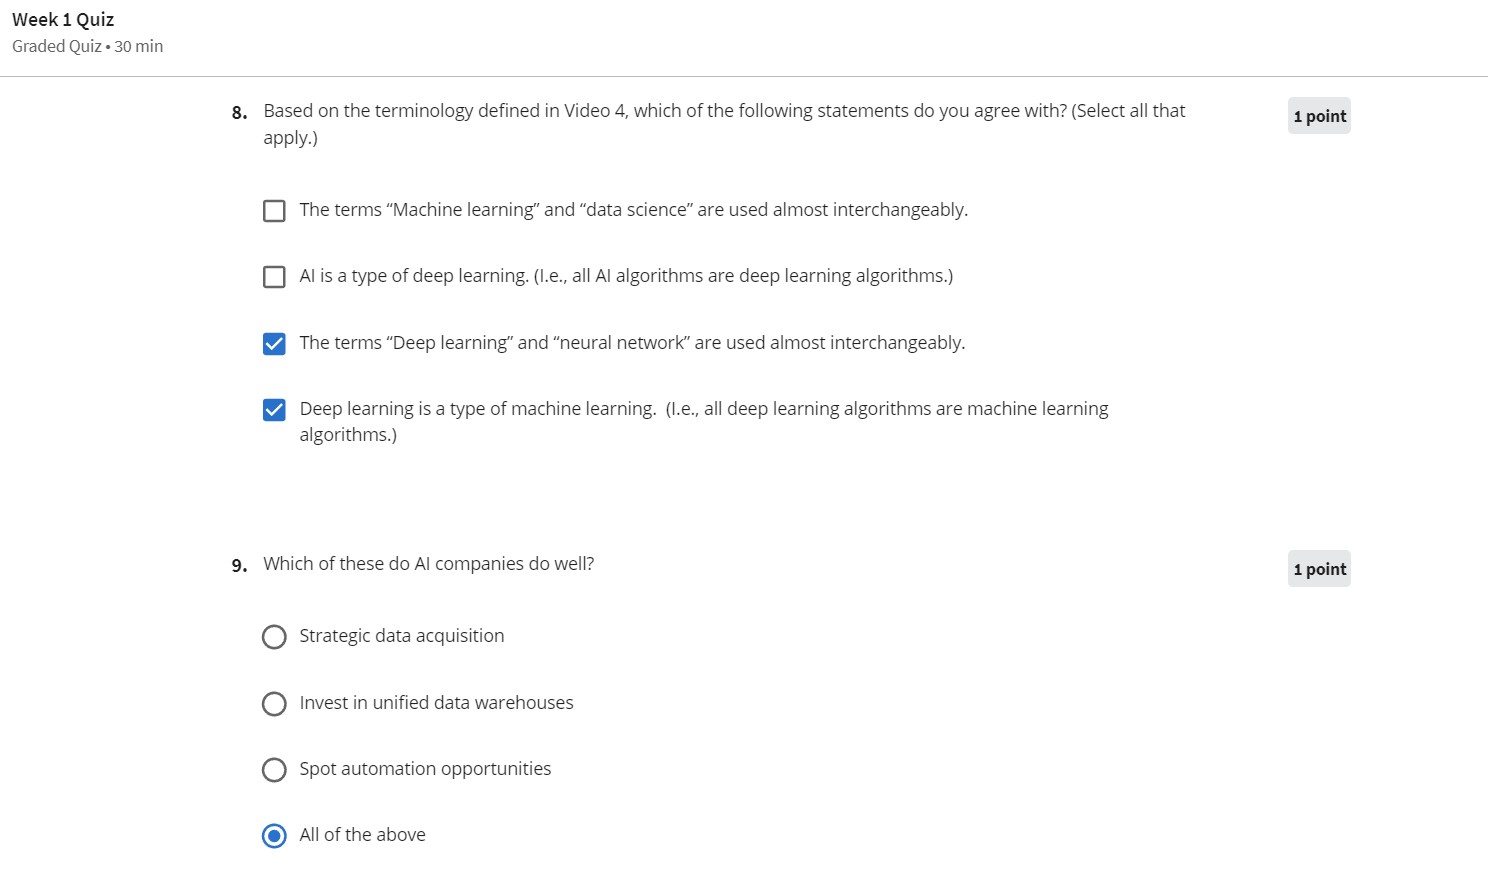 Week 1 Quiz
Graded Quiz • 30 min
8. Based on the terminology defined in Video 4, which of the following statements do you agree with? (Select all that
apply.)
1 point
The terms “Machine learning” and “data science” are used almost interchangeably.
AI is a type of deep learning. (I.e., all AI algorithms are deep learning algorithms.)
The terms “Deep learning” and “neural network” are used almost interchangeably.
Deep learning is a type of machine learning.  (I.e., all deep learning algorithms are machine learning
algorithms.)
9. Which of these do AI companies do well?
1 point
Strategic data acquisition
Invest in unified data warehouses
Spot automation opportunities
All of the above